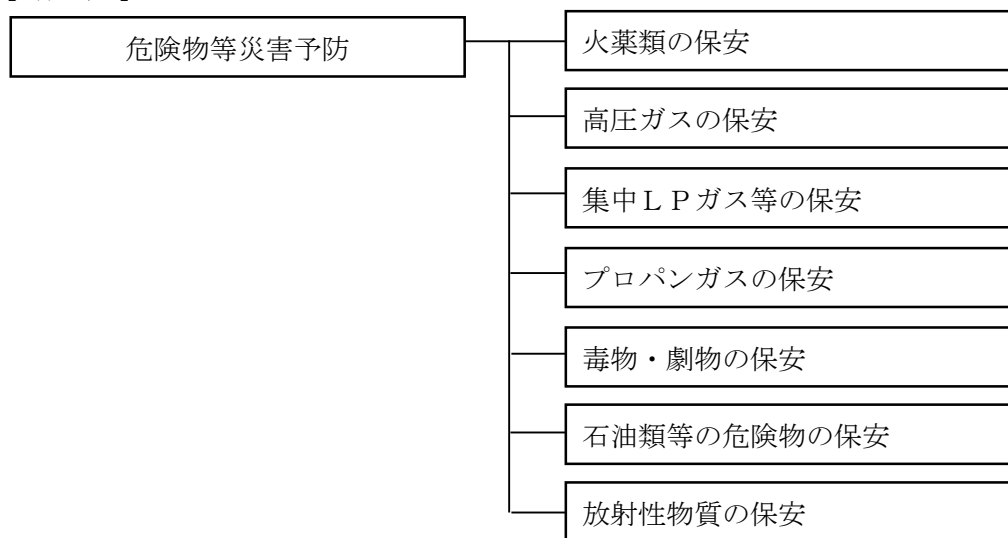 危険物等災害予防
火薬類の保安
高圧ガスの保安
集中ＬＰガス等の保安
プロパンガスの保安
毒物・劇物の保安
石油類等の危険物の保安
放射性物質の保安